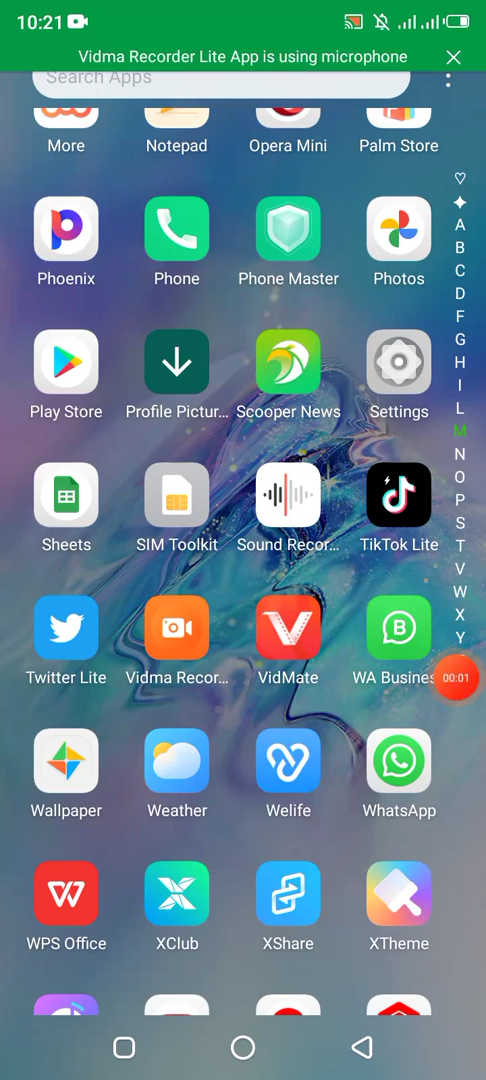 10:21
Vidma Recorder Lite App is using microphone
Search Apps
More Notepad Opera Mini Palm Store
♡
A
B
C
D
F
G
H
I
L
M
N
O
P
S
T
V
W
X
Y
Phoenix Phone Phone Master Photos
Play Store Profile Pictur... Scooper News Settings
Sheets SIM Toolkit Sound Recor... TikTok Lite
Twitter Lite Vidma Recor... VidMate WA Busines
00:01
Wallpaper Weather Welife WhatsApp
WPS Office XClub XShare XTheme